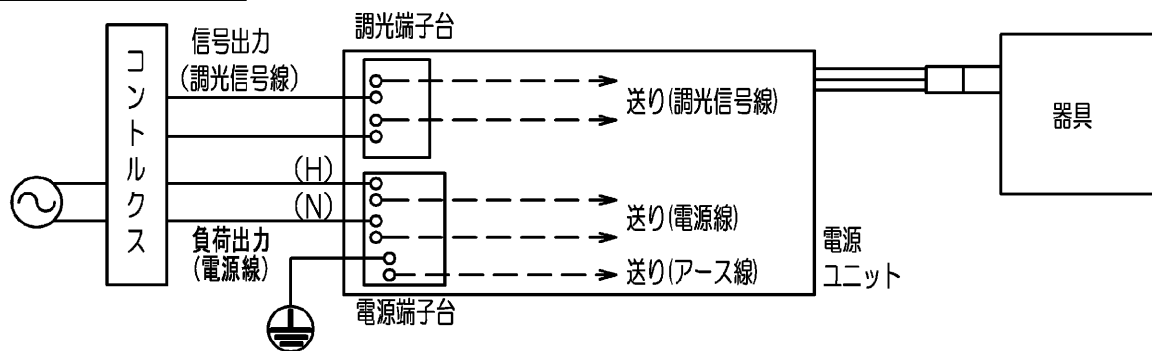 調光端子台
信号出力
(調光信号線)
コントルクス
送り(調光信号線)
器具
(H)
(N)
送り(電源線)
負荷出力
(電源線)
電源
ユニット
送り(アース線)
電源端子台